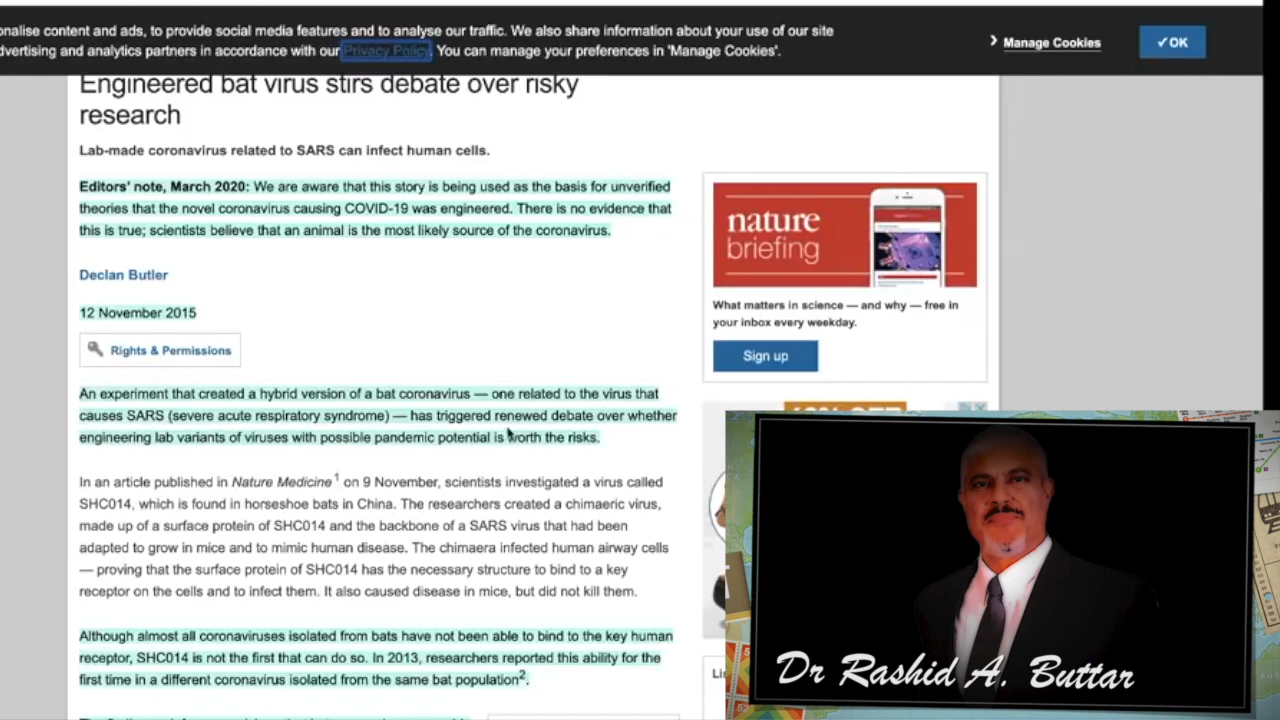 onalise content and ads, to provide social media features and to analyse our traffic. We also share information about your use of our site
dvertising and analytics partners in accordance with our Privacy Policy. You can manage your preferences in 'Manage Cookies'.
Manage Cookies
✓OK
Engineered bat virus stirs debate over risky
research
Lab-made coronavirus related to SARS can infect human cells.
Editors' note, March 2020: We are aware that this story is being used as the basis for unverified
theories that the novel coronavirus causing COVID-19 was engineered. There is no evidence that
this is true; scientists believe that an animal is the most likely source of the coronavirus.
Declan Butler
12 November 2015
Rights & Permissions
An experiment that created a hybrid version of a bat coronavirus — one related to the virus that
causes SARS (severe acute respiratory syndrome) — has triggered renewed debate over whether
engineering lab variants of viruses with possible pandemic potential is worth the risks.
In an article published in Nature Medicine1 on 9 November, scientists investigated a virus called
SHC014, which is found in horseshoe bats in China. The researchers created a chimaeric virus,
made up of a surface protein of SHC014 and the backbone of a SARS virus that had been
adapted to grow in mice and to mimic human disease. The chimaera infected human airway cells
— proving that the surface protein of SHC014 has the necessary structure to bind to a key
receptor on the cells and to infect them. It also caused disease in mice, but did not kill them.
Although almost all coronaviruses isolated from bats have not been able to bind to the key human
receptor, SHC014 is not the first that can do so. In 2013, researchers reported this ability for the
first time in a different coronavirus isolated from the same bat population2.
nature
briefing
What matters in science — and why — free in
your inbox every weekday.
Sign up
Dr Rashid A. Buttar